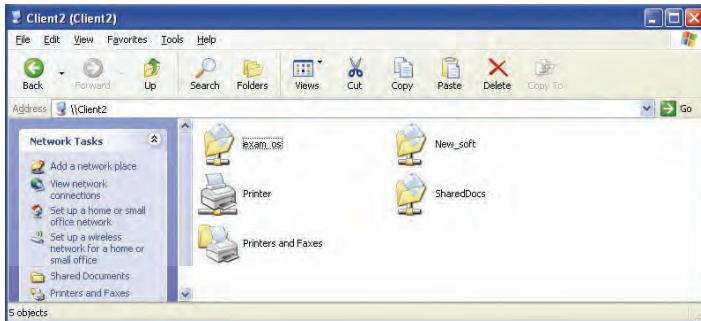 Client2 (Client2)
File Edit View Favorites Tools Help
Back Forward Up Search Folders Views Cut Copy Paste Delete Copy To
Address \\Client2 Go
Network Tasks
Add a network place
View network
connections
Set up a home or small
office network
Set up a wireless
network for a home or
small office
Shared Documents
Printers and Faxes
exam_os New_soft
Printer SharedDocs
Printers and Faxes
5 objects